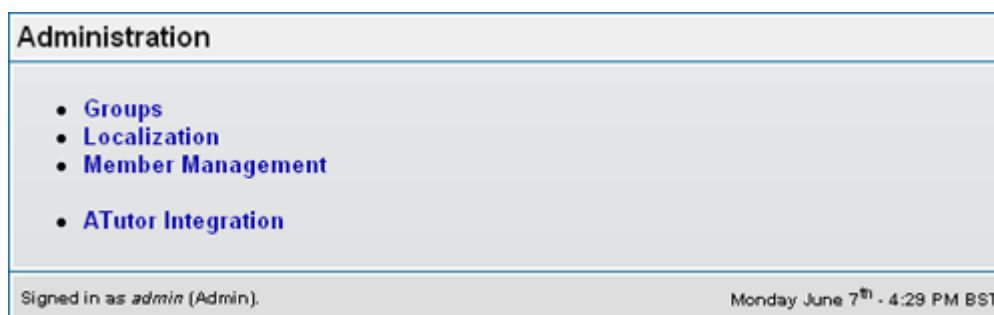 Administration
Groups
Localization
Member Management
ATutor Integration
Signed in as admin (Admin).
Monday June 7th - 4:29 PM BST